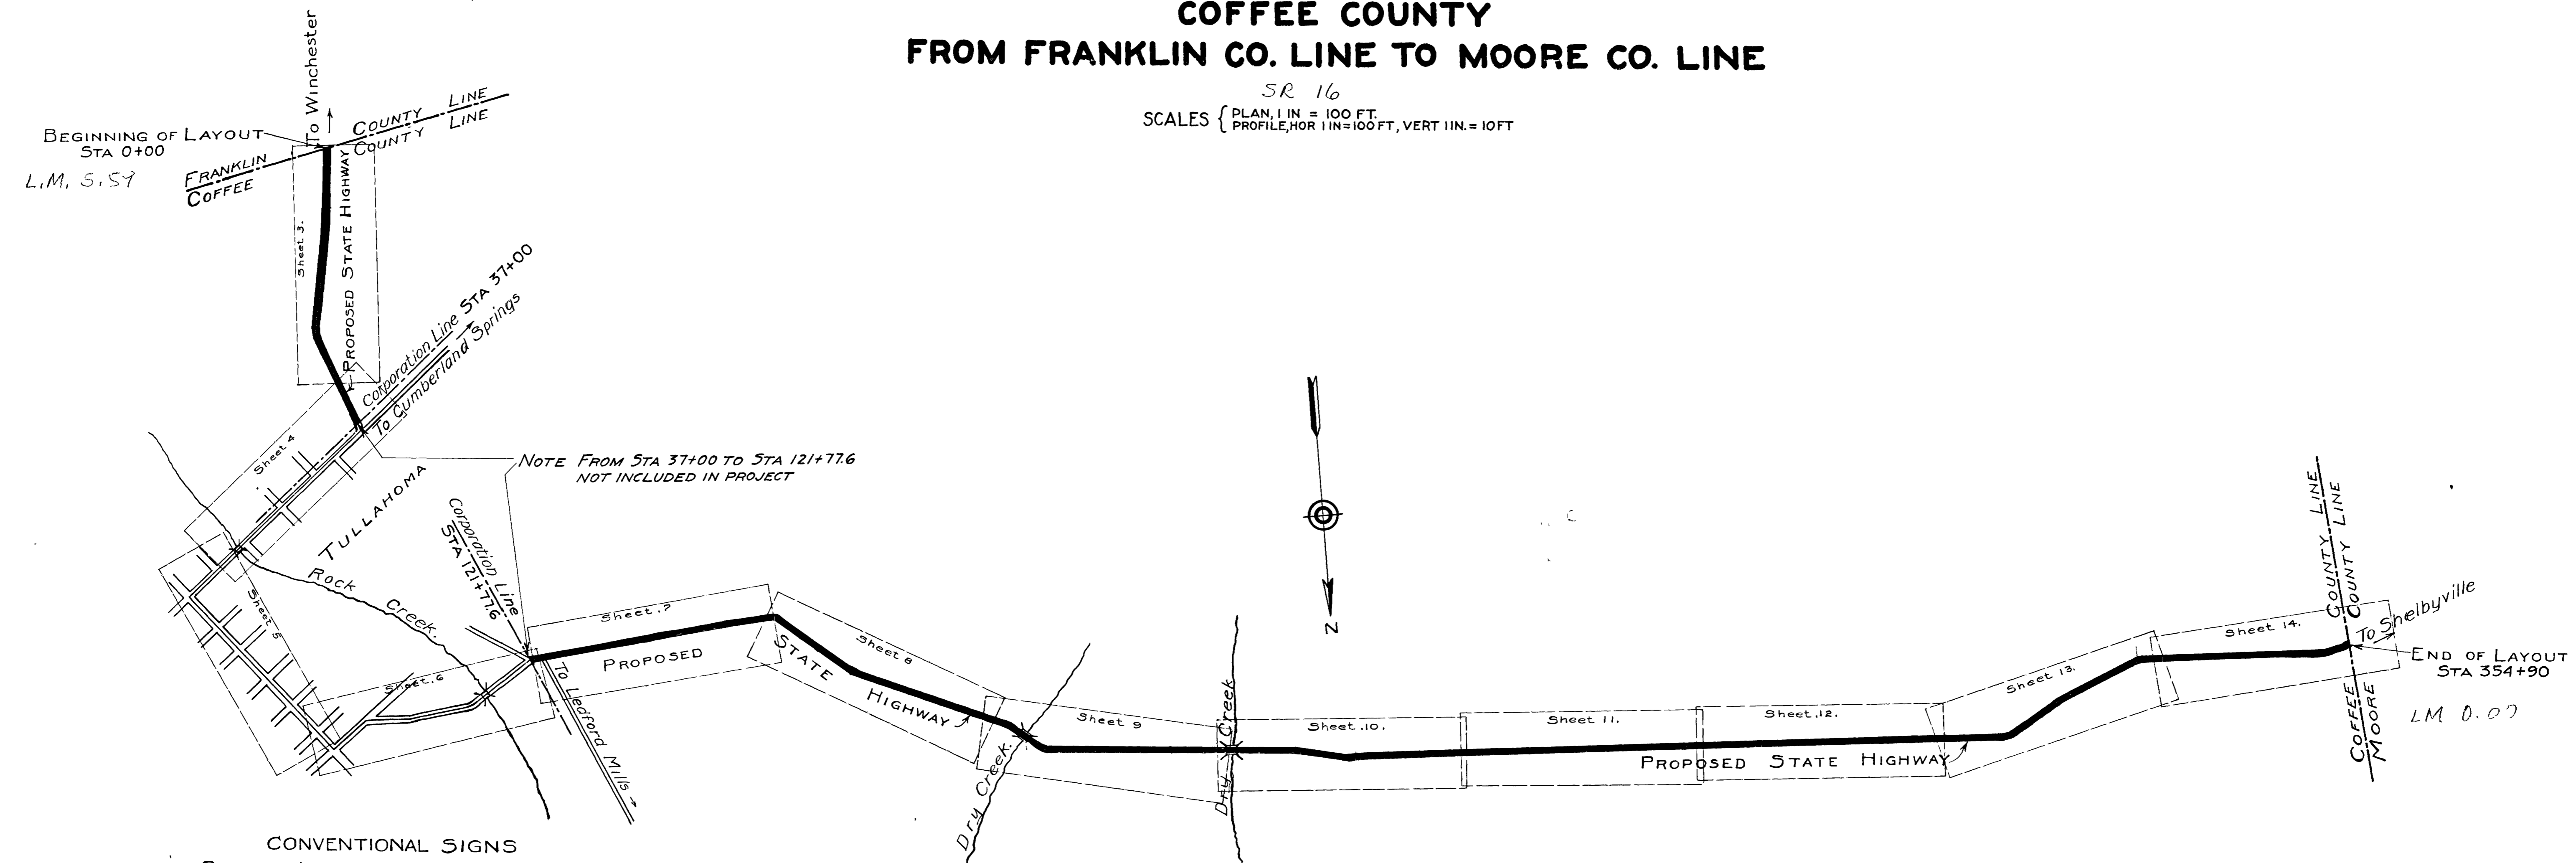 COFFEE COUNTY
FROM FRANKLIN CO. LINE TO MOORE CO. LINE
SR 16
SCALES { PLAN, 1 IN = 100 FT.
PROFILE, HOR 1 IN = 100 FT, VERT 1 IN. = 10 FT
To Winchester
BEGINNING OF LAYOUT
STA 0+00
L.M. 5.59
FRANKLIN COUNTY LINE
COFFEE COUNTY LINE
Sheet 3.
PROPOSED STATE HIGHWAY
Corporation Line STA 37+00
To Cumberland Springs
Sheet 4
NOTE FROM STA 37+00 TO STA 121+77.6
NOT INCLUDED IN PROJECT
TULLAHOMA
Rock Creek.
Corporation Line
STA 121+77.6
Sheet 5
Sheet.6
To Ledford Mills
Sheet.7
PROPOSED STATE HIGHWAY
Sheet 8
Dry Creek.
Sheet 9
Dry Creek
Sheet.10.
Sheet 11.
Sheet.12.
PROPOSED STATE HIGHWAY
Sheet 13.
Sheet 14.
N
COFFEE COUNTY LINE
MOORE COUNTY LINE
To Shelbyville
END OF LAYOUT
STA 354+90
LM 0.00
CONVENTIONAL SIGNS